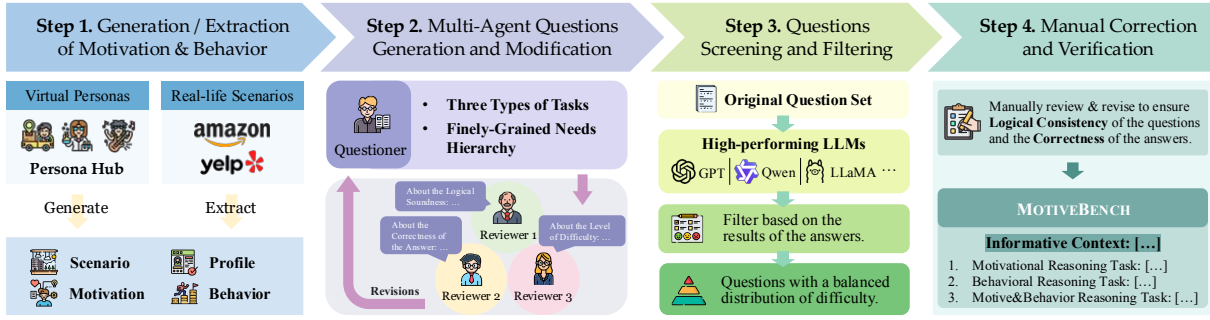 Step 1. Generation / Extraction
of Motivation & Behavior
Virtual Personas
Real-life Scenarios
Persona Hub
amazon
yelp
Generate
Extract
Scenario
Profile
Motivation
Behavior
Step 2. Multi-Agent Questions
Generation and Modification
Questioner
• Three Types of Tasks
• Finely-Grained Needs
Hierarchy
About the Logical
Soundness: ...
Reviewer 1
About the
Correctness of
the Answer: ...
Reviewer 2
About the Level
of Difficulty: ...
Reviewer 3
Revisions
Step 3. Questions
Screening and Filtering
Original Question Set
High-performing LLMs
GPT
Qwen
LLaMA ...
Filter based on the
results of the answers.
Questions with a balanced
distribution of difficulty.
Step 4. Manual Correction
and Verification
Manually review & revise to ensure
Logical Consistency of the questions
and the Correctness of the answers.
MOTIVEBENCH
Informative Context: [...]
1. Motivational Reasoning Task: [...]
2. Behavioral Reasoning Task: [...]
3. Motive&Behavior Reasoning Task: [...]